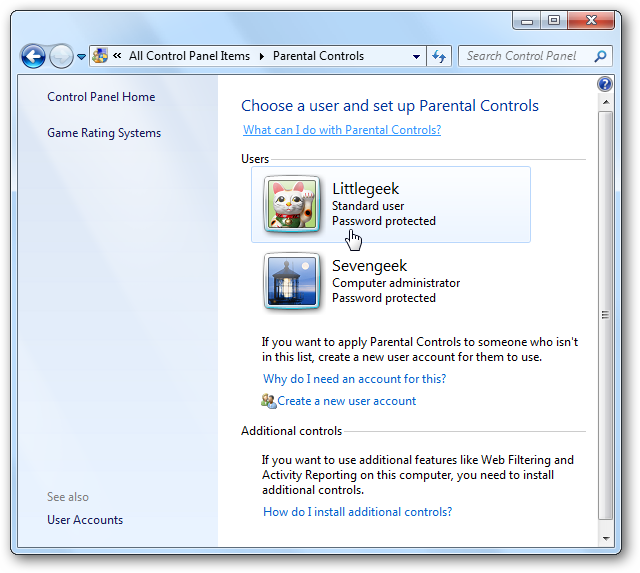 « All Control Panel Items ▸ Parental Controls
Search Control Panel
Control Panel Home
Game Rating Systems
See also
User Accounts
Choose a user and set up Parental Controls
What can I do with Parental Controls?
Users
Littlegeek
Standard user
Password protected
Sevengeek
Computer administrator
Password protected
If you want to apply Parental Controls to someone who isn't
in this list, create a new user account for them to use.
Why do I need an account for this?
Create a new user account
Additional controls
If you want to use additional features like Web Filtering and
Activity Reporting on this computer, you need to install
additional controls.
How do I install additional controls?